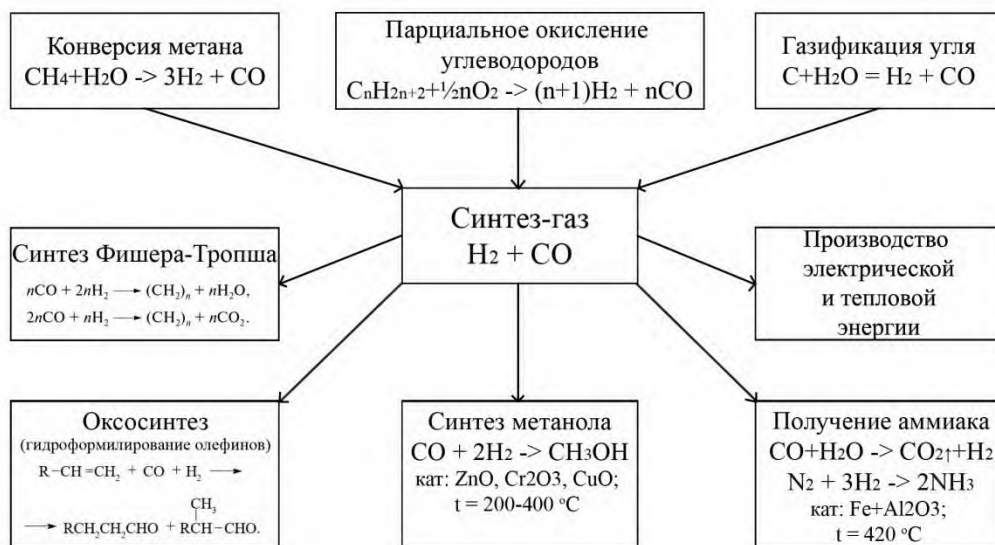 Конверсия метана
CH₄+H₂O -> 3H₂ + CO
Парциальное окисление
углеводородов
CₙH₂ₙ₊₂+½nO₂ -> (n+1)H₂ + nCO
Газификация угля
C+H₂O = H₂ + CO
Синтез-газ
H₂ + CO
Синтез Фишера-Тропша
nCO + 2nH₂ ⟶ (CH₂)ₙ + nH₂O,
2nCO + nH₂ ⟶ (CH₂)ₙ + nCO₂.
Производство
электрической
и тепловой
энергии
Оксосинтез
(гидроформилирование олефинов)
R−CH=CH₂ + CO + H₂ ⟶
CH₃
⟶ RCH₂CH₂CHO + RCH−CHO.
Синтез метанола
CO + 2H₂ -> CH₃OH
кат: ZnO, Cr2O3, CuO;
t = 200-400 °C
Получение аммиака
CO+H₂O -> CO₂↑+H₂
N₂ + 3H₂ -> 2NH₃
кат: Fe+Al2O3;
t = 420 °C